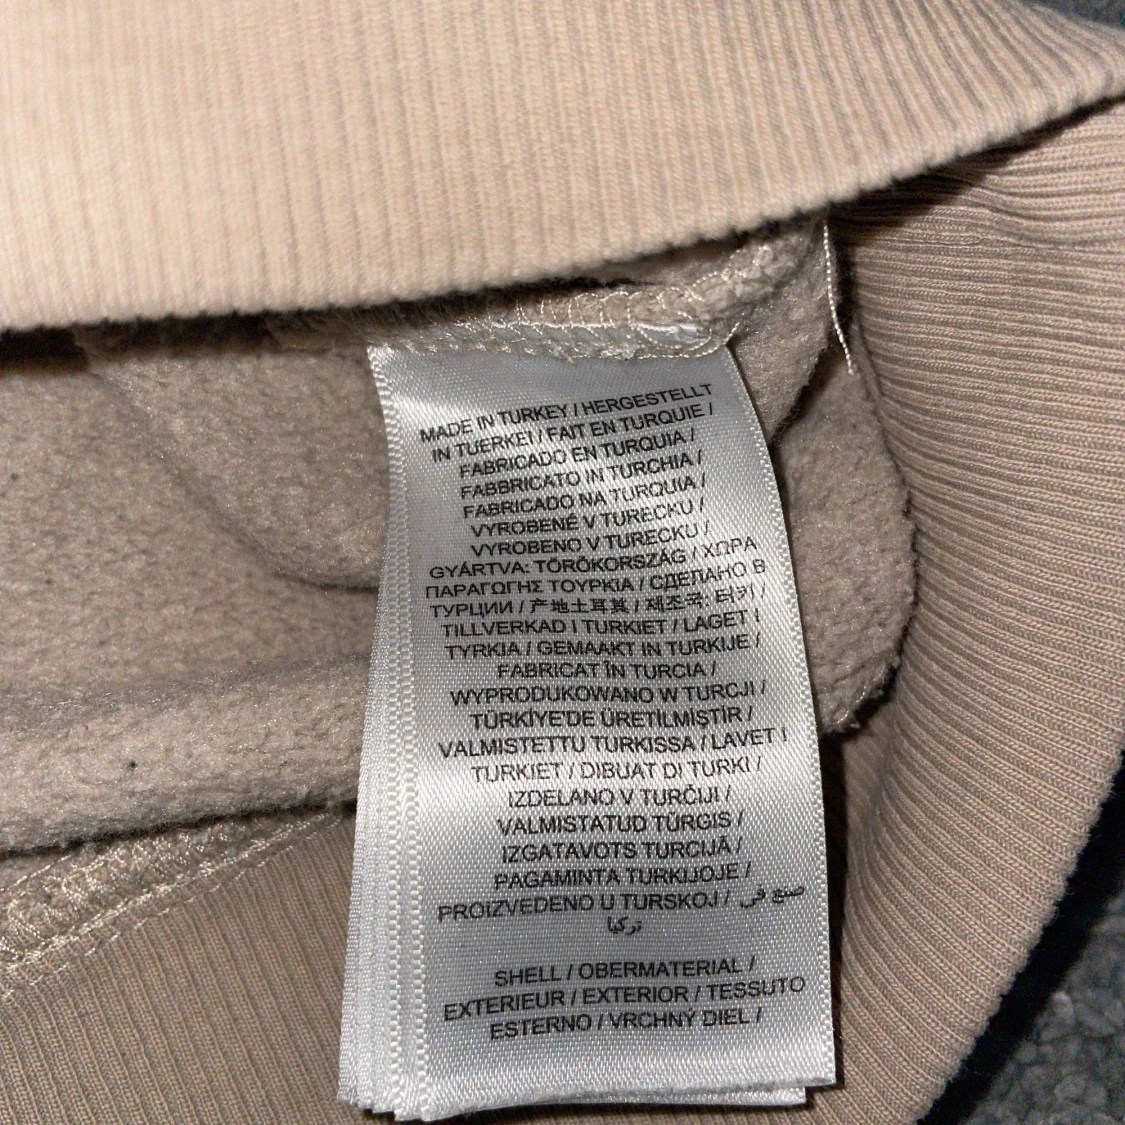 MADE IN TURKEY / HERGESTELLT
IN TUERKEI / FAIT EN TURQUIE /
FABRICADO EN TURQUIA /
FABBRICATO IN TURCHIA /
FABRICADO NA TURQUIA /
VYROBENÉ V TURECKU /
VYROBENO V TURECKU /
GYÁRTVA: TÖRÖKORSZÁG / ΧΩΡΑ
ΠΑΡΑΓΩΓΗΣ ΤΟΥΡΚΙΑ / СДЕЛАНО В
ТУРЦИИ / 产地土耳其 / 제조국: 터키 /
TILLVERKAD I TURKIET / LAGET I
TYRKIA / GEMAAKT IN TURKIJE /
FABRICAT ÎN TURCIA /
WYPRODUKOWANO W TURCJI /
TÜRKİYE'DE ÜRETILMİSTİR /
VALMISTETTU TURKISSA / LAVET I
TURKIET / DIBUAT DI TURKI /
IZDELANO V TURČIJI /
VALMISTATUD TÜRGIS /
IZGATAVOTS TURCIJĀ /
PAGAMINTA TURKIJOJE /
PROIZVEDENO U TURSKOJ / صنع في
تركيا
SHELL / OBERMATERIAL /
EXTERIEUR / EXTERIOR / TESSUTO
ESTERNO / VRCHNÝ DIEL /